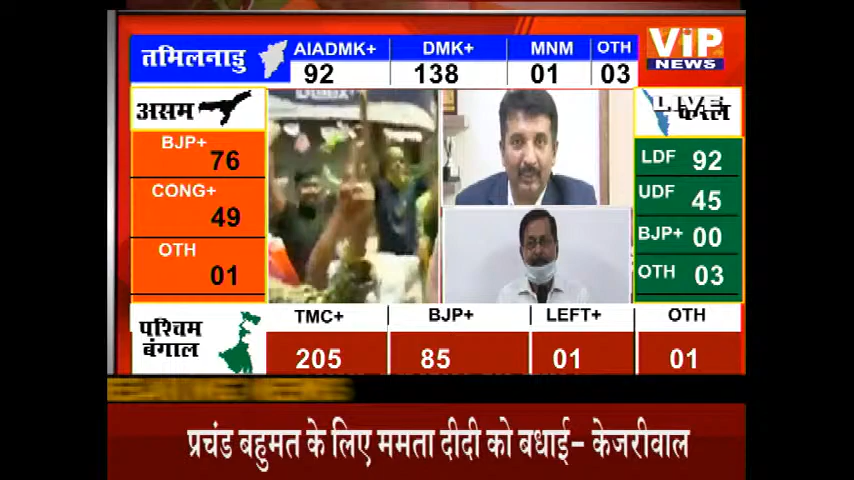 तमिलनाडु
AIADMK+ DMK+ MNM OTH
92 138 01 03
ViP
NEWS
LIVE
असम
BJP+ 76
CONG+ 49
OTH 01
LDF 92
UDF 45
BJP+ 00
OTH 03
पश्चिम
बंगाल
TMC+ BJP+ LEFT+ OTH
205 85 01 01
प्रचंड बहुमत के लिए ममता दीदी को बधाई- केजरीवाल